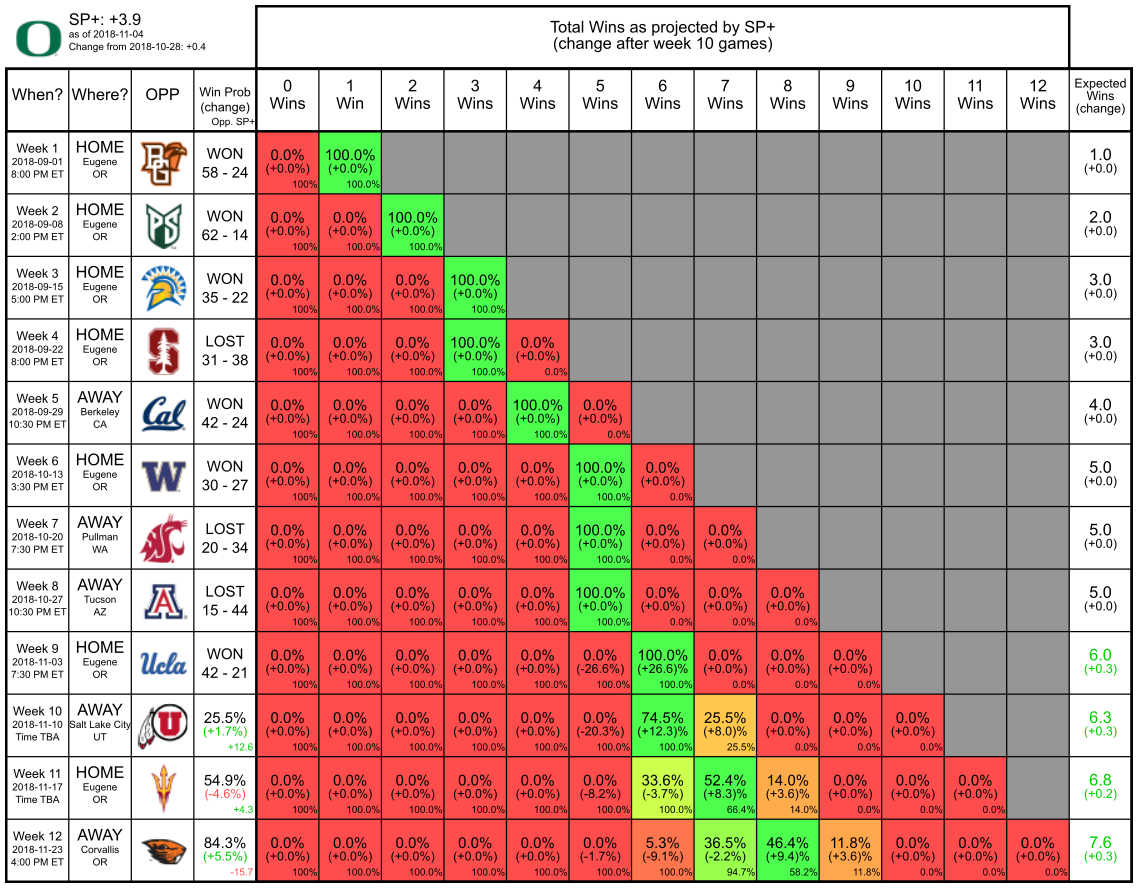 SP+: +3.9
as of 2018-11-04
Change from 2018-10-28: +0.4
Total Wins as projected by SP+
(change after week 10 games)
When? Where? OPP Win Prob (change) Opp. SP+ 0 Wins 1 Win 2 Wins 3 Wins 4 Wins 5 Wins 6 Wins 7 Wins 8 Wins 9 Wins 10 Wins 11 Wins 12 Wins Expected Wins (change)
Week 1 HOME WON 0.0% 100.0% 1.0
2018-09-01 Eugene (+0.0%) (+0.0%) (+0.0)
8:00 PM ET OR 58 - 24 100% 100.0%
Week 2 HOME WON 0.0% 0.0% 100.0% 2.0
2018-09-08 Eugene (+0.0%) (+0.0%) (+0.0%) (+0.0)
2:00 PM ET OR 62 - 14 100% 100.0% 100.0%
Week 3 HOME WON 0.0% 0.0% 0.0% 100.0% 3.0
2018-09-15 Eugene (+0.0%) (+0.0%) (+0.0%) (+0.0%) (+0.0)
5:00 PM ET OR 35 - 22 100% 100.0% 100.0% 100.0%
Week 4 HOME LOST 0.0% 0.0% 0.0% 100.0% 0.0% 3.0
2018-09-22 Eugene (+0.0%) (+0.0%) (+0.0%) (+0.0%) (+0.0%) (+0.0)
8:00 PM ET OR 31 - 38 100% 100.0% 100.0% 100.0% 0.0%
Week 5 AWAY Cal WON 0.0% 0.0% 0.0% 0.0% 100.0% 0.0% 4.0
2018-09-29 Berkeley (+0.0%) (+0.0%) (+0.0%) (+0.0%) (+0.0%) (+0.0%) (+0.0)
10:30 PM ET CA 42 - 24 100% 100.0% 100.0% 100.0% 100.0% 0.0%
Week 6 HOME W WON 0.0% 0.0% 0.0% 0.0% 0.0% 100.0% 0.0% 5.0
2018-10-13 Eugene (+0.0%) (+0.0%) (+0.0%) (+0.0%) (+0.0%) (+0.0%) (+0.0%) (+0.0)
3:30 PM ET OR 30 - 27 100% 100.0% 100.0% 100.0% 100.0% 100.0% 0.0%
Week 7 AWAY LOST 0.0% 0.0% 0.0% 0.0% 0.0% 100.0% 0.0% 0.0% 5.0
2018-10-20 Pullman (+0.0%) (+0.0%) (+0.0%) (+0.0%) (+0.0%) (+0.0%) (+0.0%) (+0.0%) (+0.0)
7:30 PM ET WA 20 - 34 100% 100.0% 100.0% 100.0% 100.0% 100.0% 0.0% 0.0%
Week 8 AWAY A LOST 0.0% 0.0% 0.0% 0.0% 0.0% 100.0% 0.0% 0.0% 0.0% 5.0
2018-10-27 Tucson (+0.0%) (+0.0%) (+0.0%) (+0.0%) (+0.0%) (+0.0%) (+0.0%) (+0.0%) (+0.0%) (+0.0)
10:30 PM ET AZ 15 - 44 100% 100.0% 100.0% 100.0% 100.0% 100.0% 0.0% 0.0% 0.0%
Week 9 HOME Ucla WON 0.0% 0.0% 0.0% 0.0% 0.0% 0.0% 100.0% 0.0% 0.0% 0.0% 6.0
2018-11-03 Eugene (+0.0%) (+0.0%) (+0.0%) (+0.0%) (+0.0%) (-26.6%) (+26.6)% (+0.0%) (+0.0%) (+0.0%) (+0.3)
7:30 PM ET OR 42 - 21 100% 100.0% 100.0% 100.0% 100.0% 100.0% 100.0% 0.0% 0.0% 0.0%
Week 10 AWAY U 25.5% 0.0% 0.0% 0.0% 0.0% 0.0% 0.0% 74.5% 25.5% 0.0% 0.0% 0.0% 6.3
2018-11-10 Salt Lake City (+1.7%) (+0.0%) (+0.0%) (+0.0%) (+0.0%) (+0.0%) (-20.3%) (+12.3)% (+8.0)% (+0.0%) (+0.0%) (+0.0%) (+0.3)
Time TBA UT +12.6 100% 100% 100% 100% 100% 100% 100.0% 25.5% 0.0% 0.0% 0.0%
Week 11 HOME 54.9% 0.0% 0.0% 0.0% 0.0% 0.0% 0.0% 33.6% 52.4% 14.0% 0.0% 0.0% 0.0% 6.8
2018-11-17 Eugene (-4.6%) (+0.0%) (+0.0%) (+0.0%) (+0.0%) (+0.0%) (-8.2%) (-3.7%) (+8.3)% (+3.6)% (+0.0%) (+0.0%) (+0.0%) (+0.2)
Time TBA OR +4.3 100% 100% 100% 100% 100% 100.0% 100.0% 66.4% 14.0% 0.0% 0.0% 0.0%
Week 12 AWAY 84.3% 0.0% 0.0% 0.0% 0.0% 0.0% 0.0% 5.3% 36.5% 46.4% 11.8% 0.0% 0.0% 0.0% 7.6
2018-11-23 Corvallis (+5.5%) (+0.0%) (+0.0%) (+0.0%) (+0.0%) (+0.0%) (-1.7%) (-9.1%) (-2.2%) (+9.4)% (+3.6)% (+0.0%) (+0.0%) (+0.0%) (+0.3)
4:00 PM ET OR -15.7 100% 100% 100% 100% 100% 100% 100.0% 94.7% 58.2% 11.8% 0.0% 0.0% 0.0%